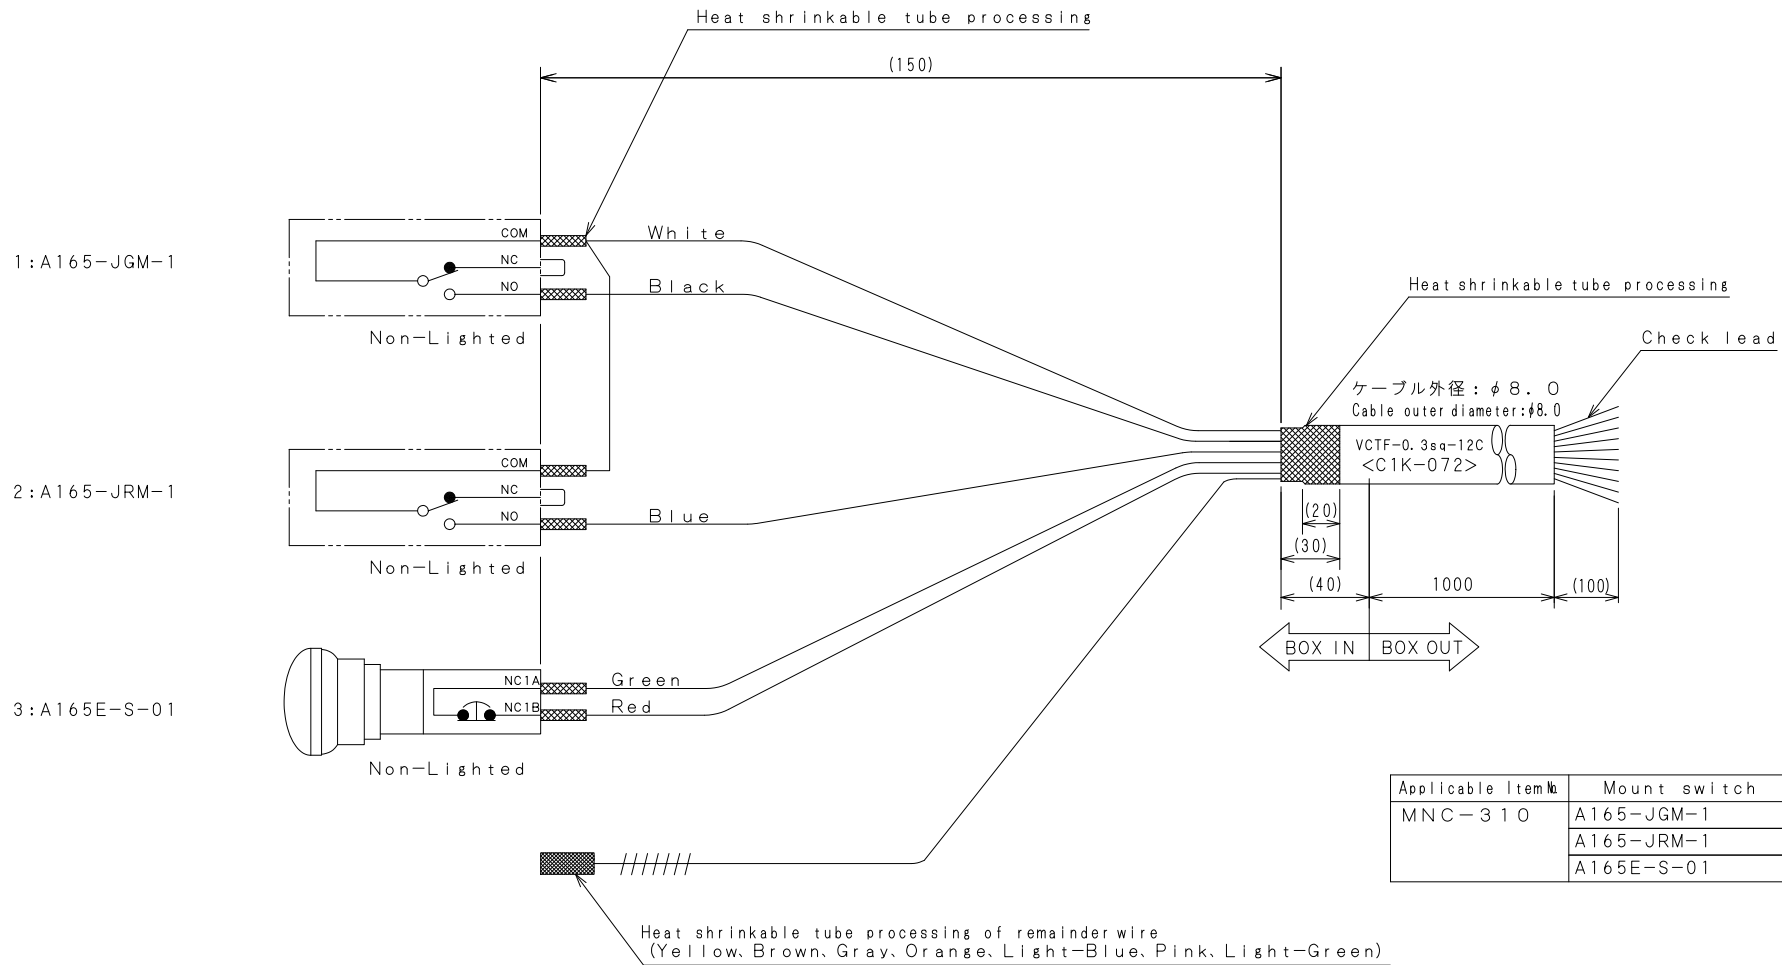 Heat shrinkable tube processing
(150)
1:A165-JGM-1
COM
NC
NO
White
Black
Non-Lighted
Heat shrinkable tube processing
Check lead
ケーブル外径：φ８．０
Cable outer diameter:φ8.0
VCTF-0.3sq-12C
<C1K-072>
2:A165-JRM-1
COM
NC
NO
Blue
Non-Lighted
(20)
(30)
(40)
1000
(100)
BOX IN
BOX OUT
3:A165E-S-01
NC1A
NC1B
Green
Red
Non-Lighted
Applicable Item№ Mount switch
MNC-310 A165-JGM-1
A165-JRM-1
A165E-S-01
Heat shrinkable tube processing of remainder wire
(Yellow、Brown、Gray、Orange、Light-Blue、Pink、Light-Green)